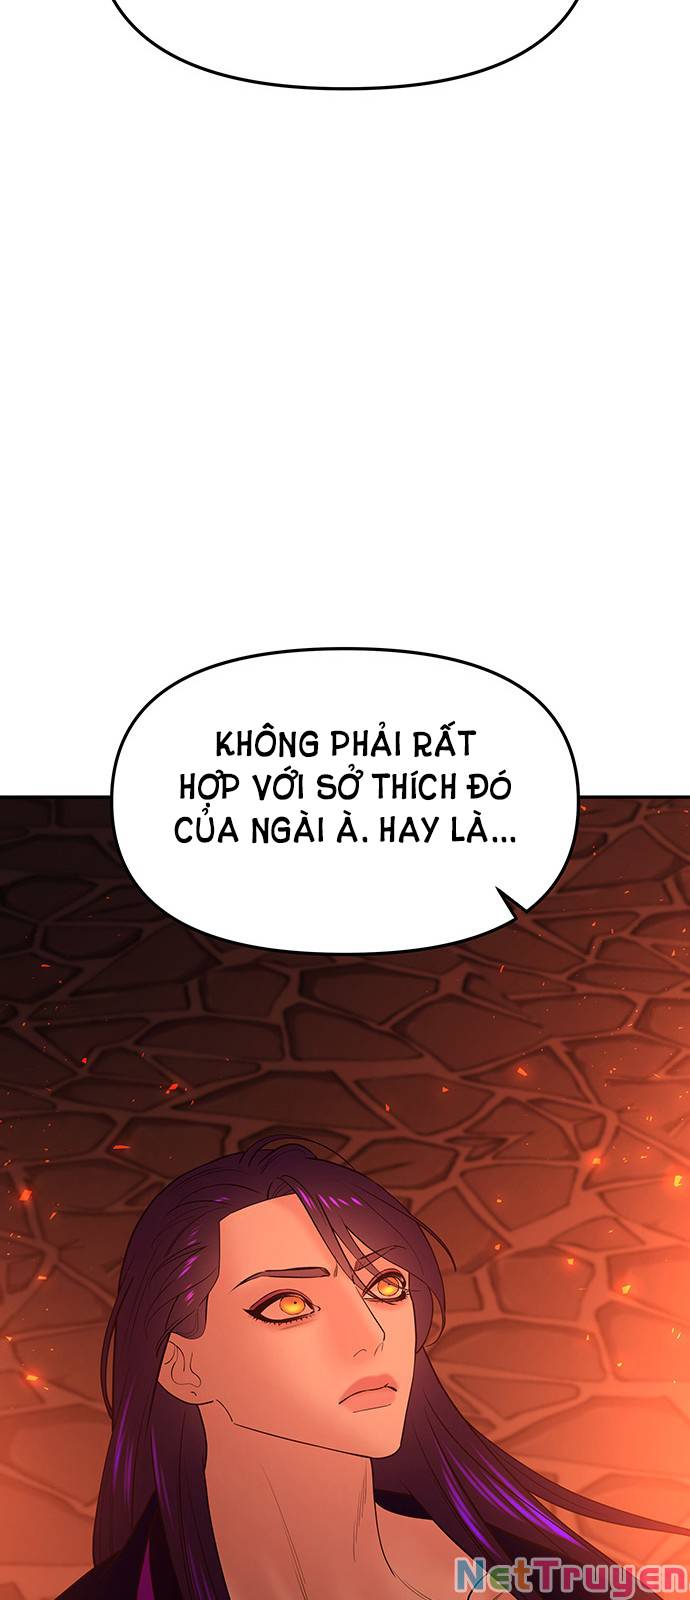 KHÔNG PHẢI RẤT
HỢP VỚI SỞ THÍCH ĐÓ
CỦA NGÀI À. HAY LÀ...
NETTRUYEN